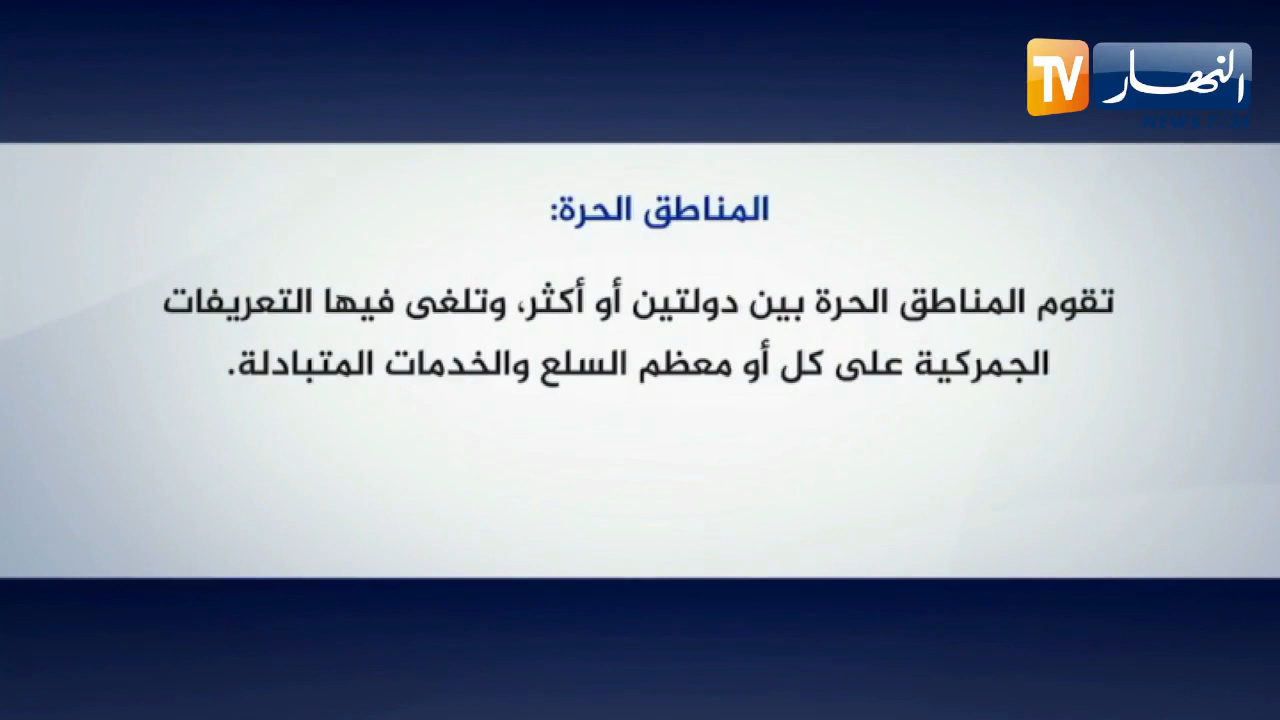 النهار TV
المناطق الحرة:
تقوم المناطق الحرة بين دولتين أو أكثر، وتلغى فيها التعريفات
الجمركية على كل أو معظم السلع والخدمات المتبادلة.